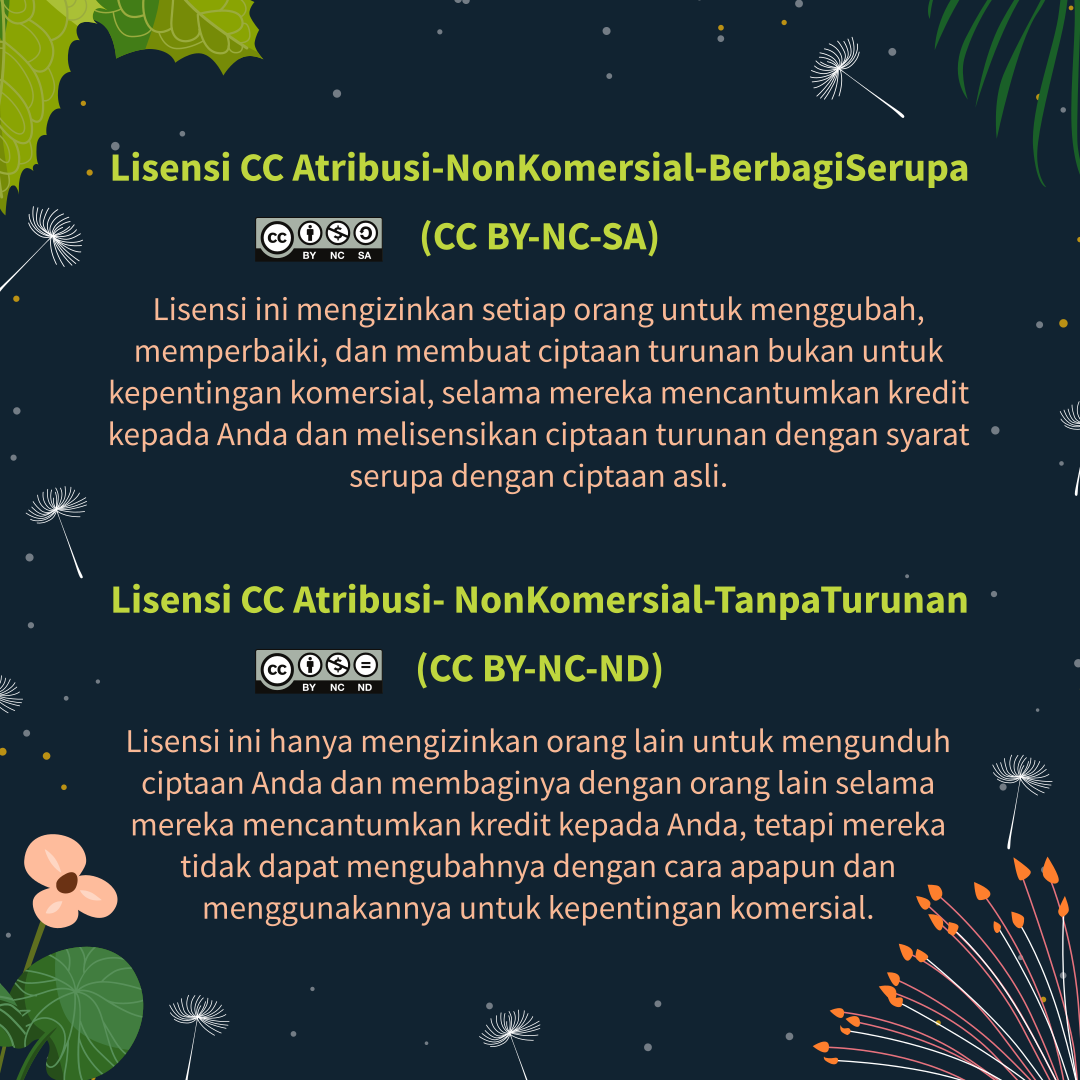 Lisensi CC Atribusi-NonKomersial-BerbagiSerupa
cc BY NC SA (CC BY-NC-SA)
Lisensi ini mengizinkan setiap orang untuk menggubah,
memperbaiki, dan membuat ciptaan turunan bukan untuk
kepentingan komersial, selama mereka mencantumkan kredit
kepada Anda dan melisensikan ciptaan turunan dengan syarat
serupa dengan ciptaan asli.
Lisensi CC Atribusi- NonKomersial-TanpaTurunan
cc BY NC ND (CC BY-NC-ND)
Lisensi ini hanya mengizinkan orang lain untuk mengunduh
ciptaan Anda dan membaginya dengan orang lain selama
mereka mencantumkan kredit kepada Anda, tetapi mereka
tidak dapat mengubahnya dengan cara apapun dan
menggunakannya untuk kepentingan komersial.